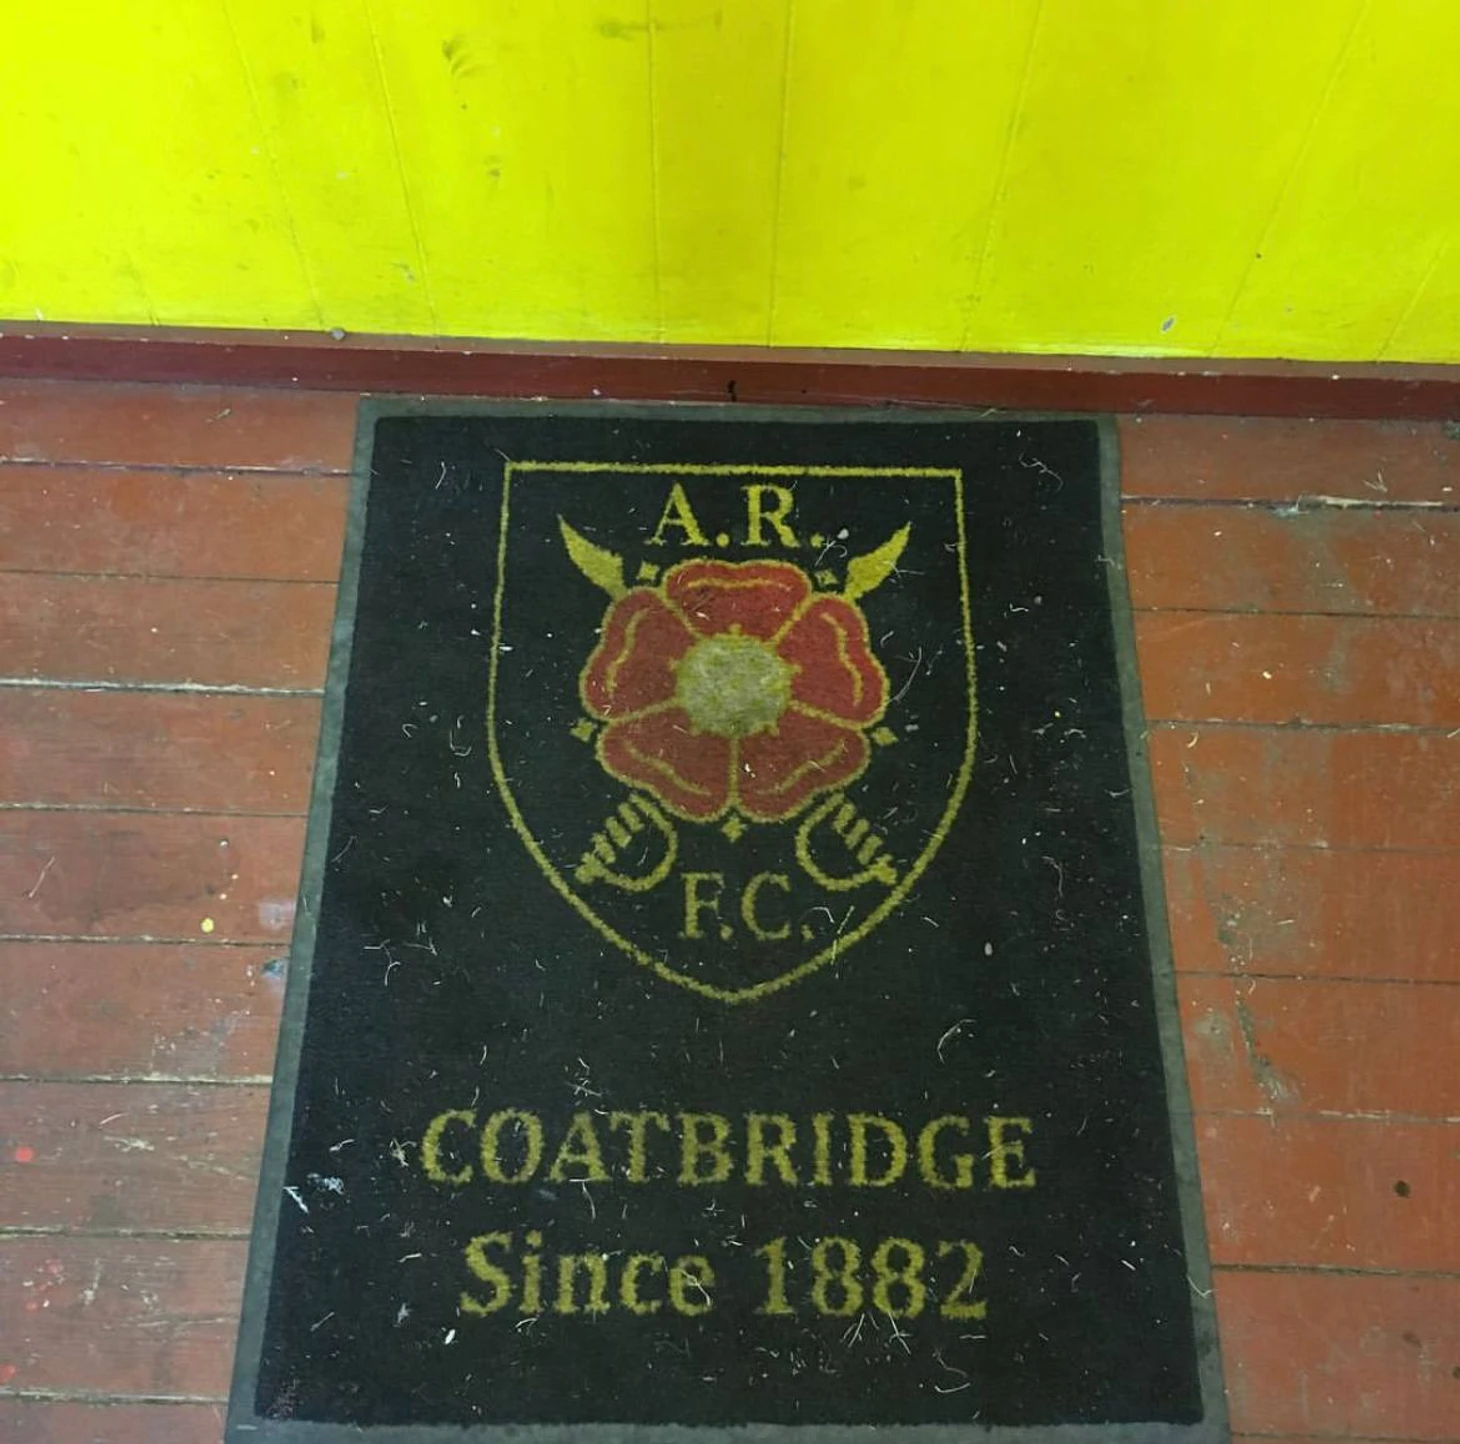 A.R.
F.C.
COATBRIDGE
Since 1882